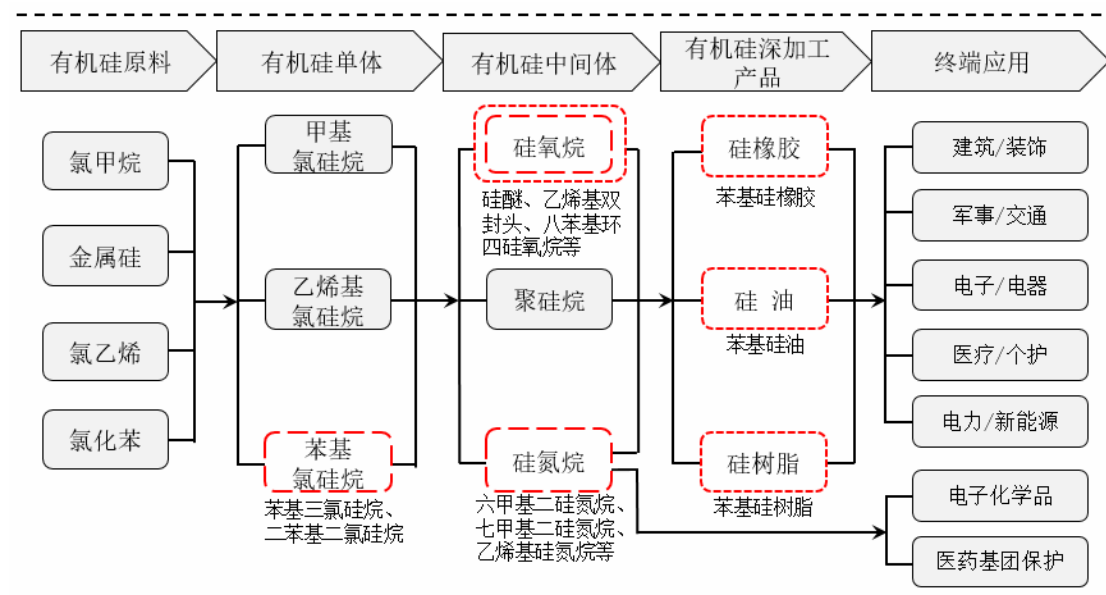 有机硅原料
有机硅单体
有机硅中间体
有机硅深加工
产品
终端应用
氯甲烷
金属硅
氯乙烯
氯化苯
甲基
氯硅烷
乙烯基
氯硅烷
苯基
氯硅烷
苯基三氯硅烷、
二苯基二氯硅烷
硅氧烷
硅醚、乙烯基双
封头、八苯基环
四硅氧烷等
聚硅烷
硅氮烷
六甲基二硅氮烷、
七甲基二硅氮烷、
乙烯基硅氮烷等
硅橡胶
苯基硅橡胶
硅 油
苯基硅油
硅树脂
苯基硅树脂
建筑/装饰
军事/交通
电子/电器
医疗/个护
电力/新能源
电子化学品
医药基团保护